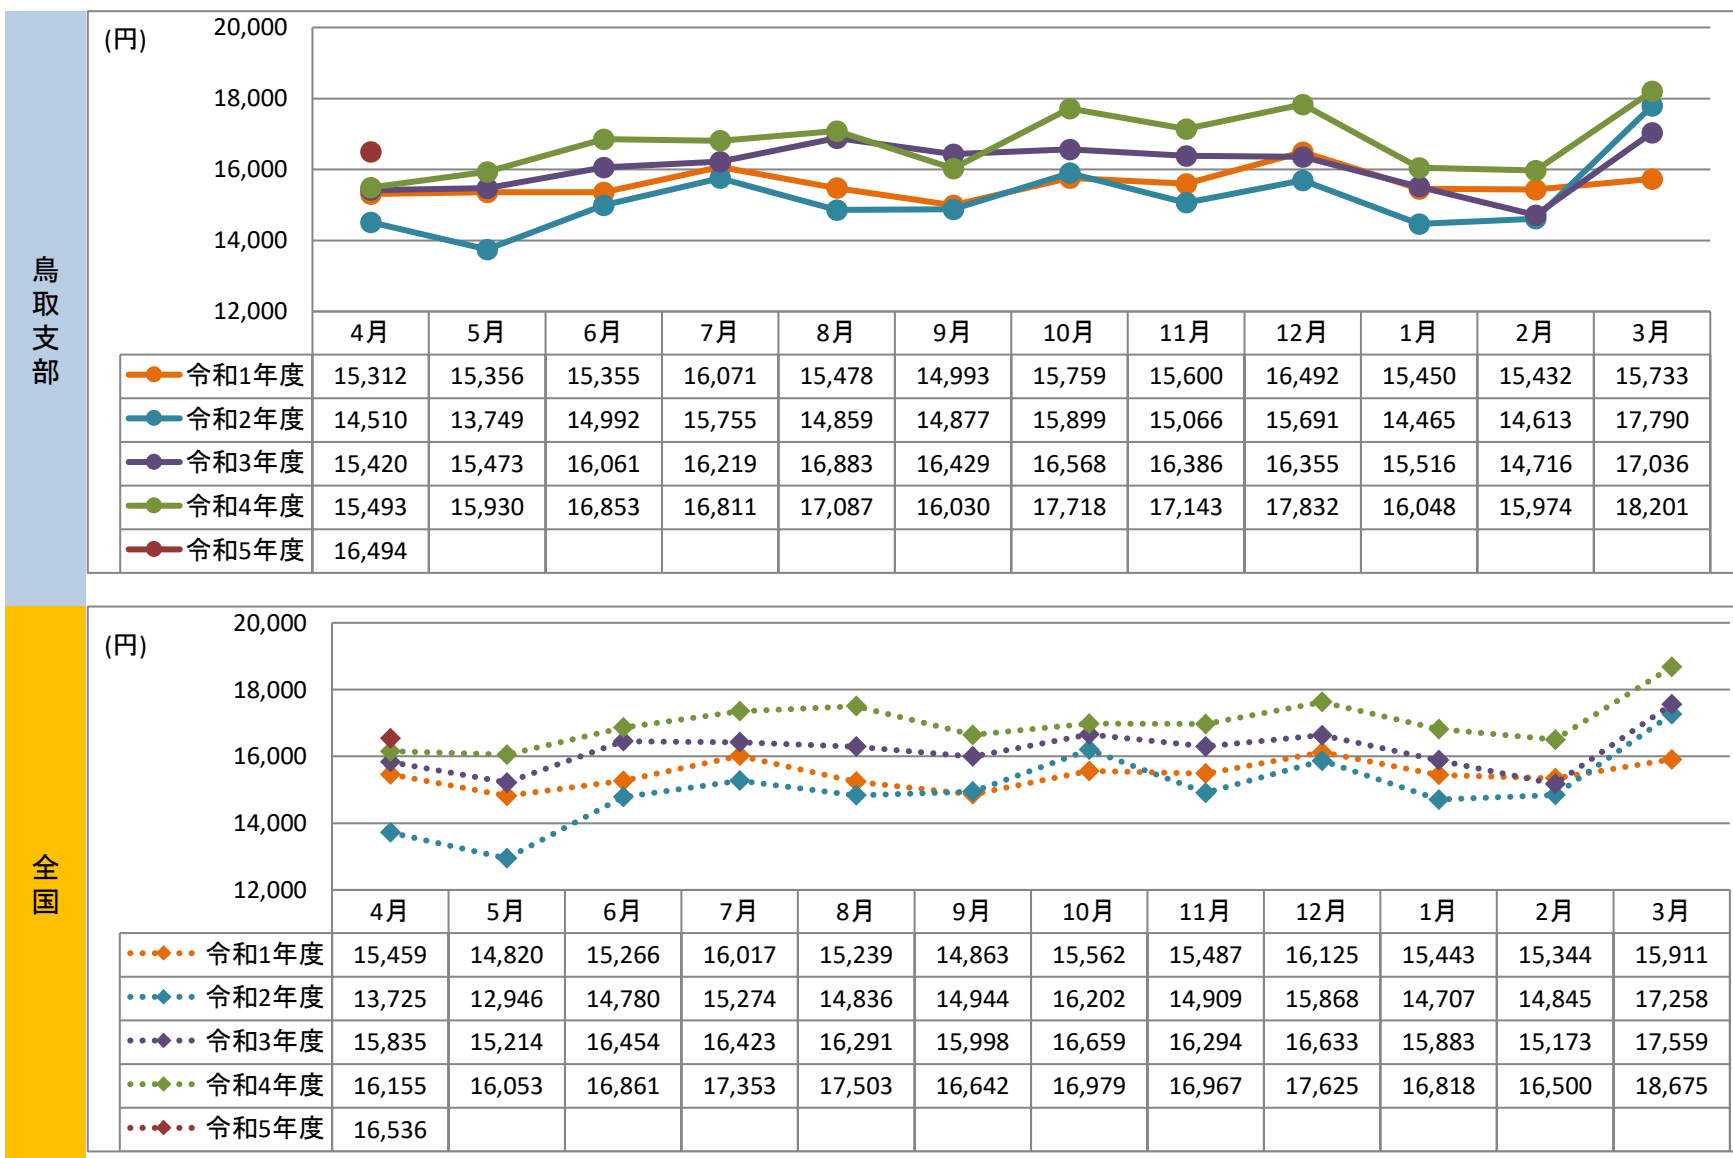 鳥取支部
(円)
20,000
18,000
16,000
14,000
12,000
4月 5月 6月 7月 8月 9月 10月 11月 12月 1月 2月 3月
令和1年度 15,312 15,356 15,355 16,071 15,478 14,993 15,759 15,600 16,492 15,450 15,432 15,733
令和2年度 14,510 13,749 14,992 15,755 14,859 14,877 15,899 15,066 15,691 14,465 14,613 17,790
令和3年度 15,420 15,473 16,061 16,219 16,883 16,429 16,568 16,386 16,355 15,516 14,716 17,036
令和4年度 15,493 15,930 16,853 16,811 17,087 16,030 17,718 17,143 17,832 16,048 15,974 18,201
令和5年度 16,494
全国
(円)
20,000
18,000
16,000
14,000
12,000
4月 5月 6月 7月 8月 9月 10月 11月 12月 1月 2月 3月
令和1年度 15,459 14,820 15,266 16,017 15,239 14,863 15,562 15,487 16,125 15,443 15,344 15,911
令和2年度 13,725 12,946 14,780 15,274 14,836 14,944 16,202 14,909 15,868 14,707 14,845 17,258
令和3年度 15,835 15,214 16,454 16,423 16,291 15,998 16,659 16,294 16,633 15,883 15,173 17,559
令和4年度 16,155 16,053 16,861 17,353 17,503 16,642 16,979 16,967 17,625 16,818 16,500 18,675
令和5年度 16,536